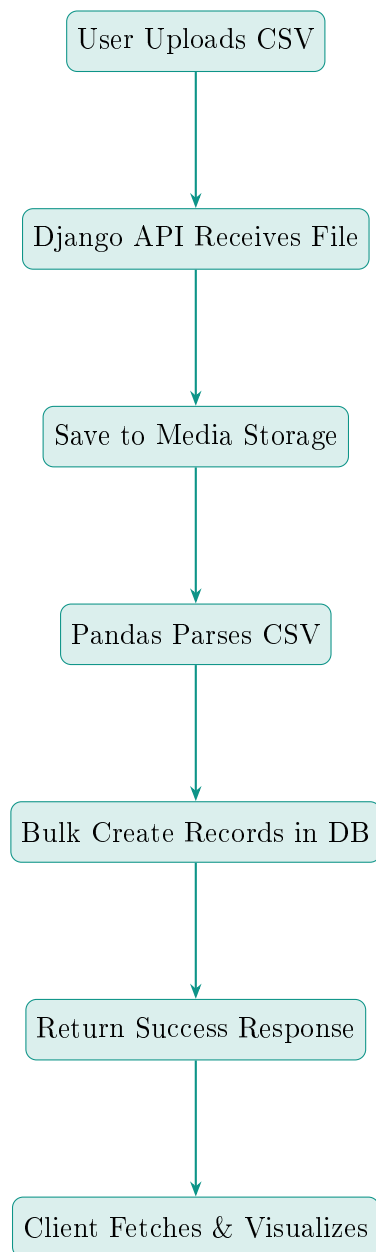 User Uploads CSV
Django API Receives File
Save to Media Storage
Pandas Parses CSV
Bulk Create Records in DB
Return Success Response
Client Fetches & Visualizes